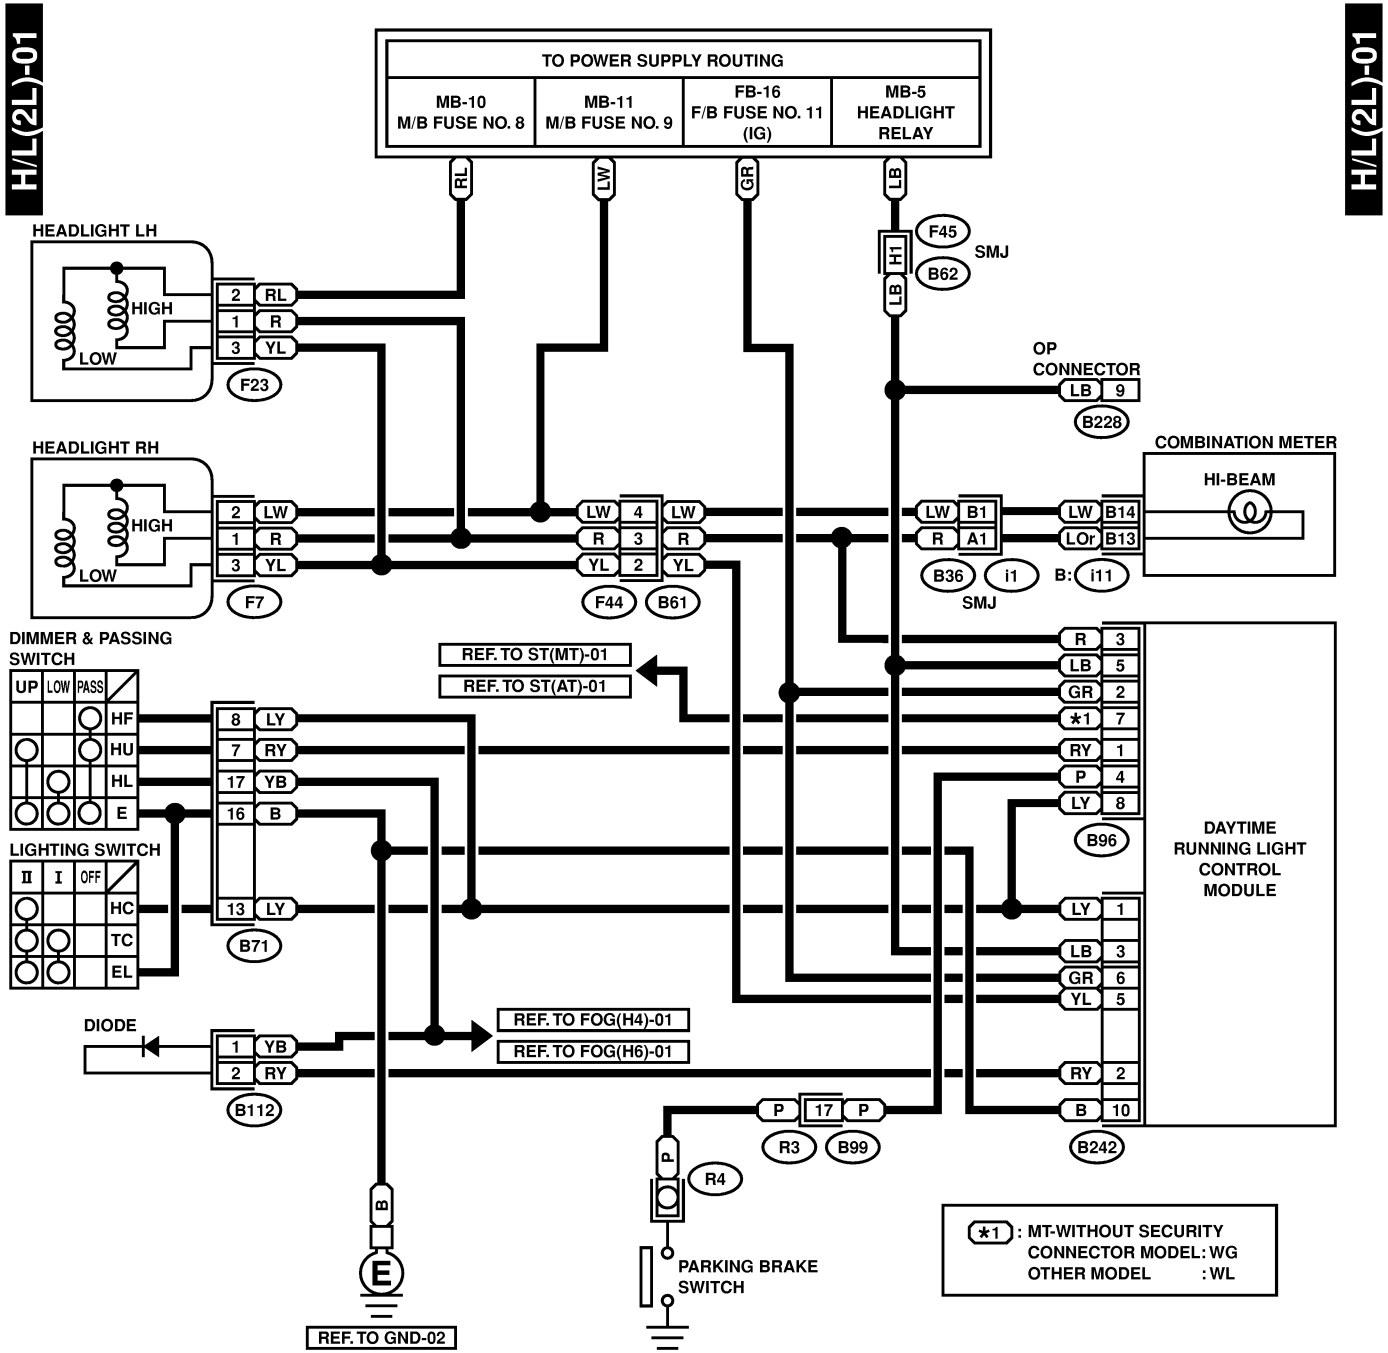 H/L(2L)-01
H/L(2L)-01
TO POWER SUPPLY ROUTING
MB-10
M/B FUSE NO. 8
MB-11
M/B FUSE NO. 9
FB-16
F/B FUSE NO. 11
(IG)
MB-5
HEADLIGHT
RELAY
RL
LW
GR
LB
H1
LB
F45
SMJ
B62
HEADLIGHT LH
HIGH
LOW
2 RL
1 R
3 YL
F23
OP
CONNECTOR
LB 9
B228
HEADLIGHT RH
HIGH
LOW
2 LW
1 R
3 YL
F7
LW 4 LW
R 3 R
YL 2 YL
F44 B61
LW B1
R A1
B36 i1
SMJ
COMBINATION METER
HI-BEAM
LW B14
LOr B13
B: i11
DIMMER & PASSING
SWITCH
UP LOW PASS
HF
HU
HL
E
8 LY
7 RY
17 YB
16 B
13 LY
B71
LIGHTING SWITCH
II I OFF
HC
TC
EL
REF. TO ST(MT)-01
REF. TO ST(AT)-01
R 3
LB 5
GR 2
*1 7
RY 1
P 4
LY 8
B96
DAYTIME
RUNNING LIGHT
CONTROL
MODULE
LY 1
LB 3
GR 6
YL 5
RY 2
B 10
B242
DIODE
1 YB
2 RY
B112
REF. TO FOG(H4)-01
REF. TO FOG(H6)-01
P 17 P
R3 B99
P
R4
PARKING BRAKE
SWITCH
B
E
REF. TO GND-02
*1 : MT-WITHOUT SECURITY
CONNECTOR MODEL: WG
OTHER MODEL : WL